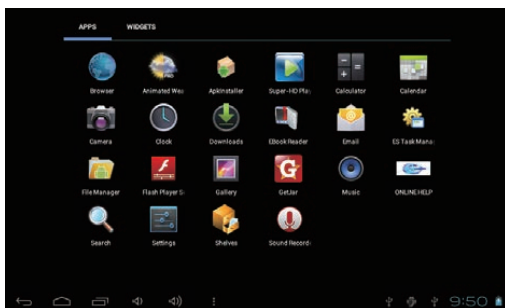 APPS WIDGETS
Browser Animated Wea ApkInstaller Super-HD Play Calculator Calendar
Camera Clock Downloads EBook Reader Email ES Task Mana
File Manager Flash Player S Gallery GetJar Music ONLINE HELP
Search Settings Shelves Sound Record
9:50